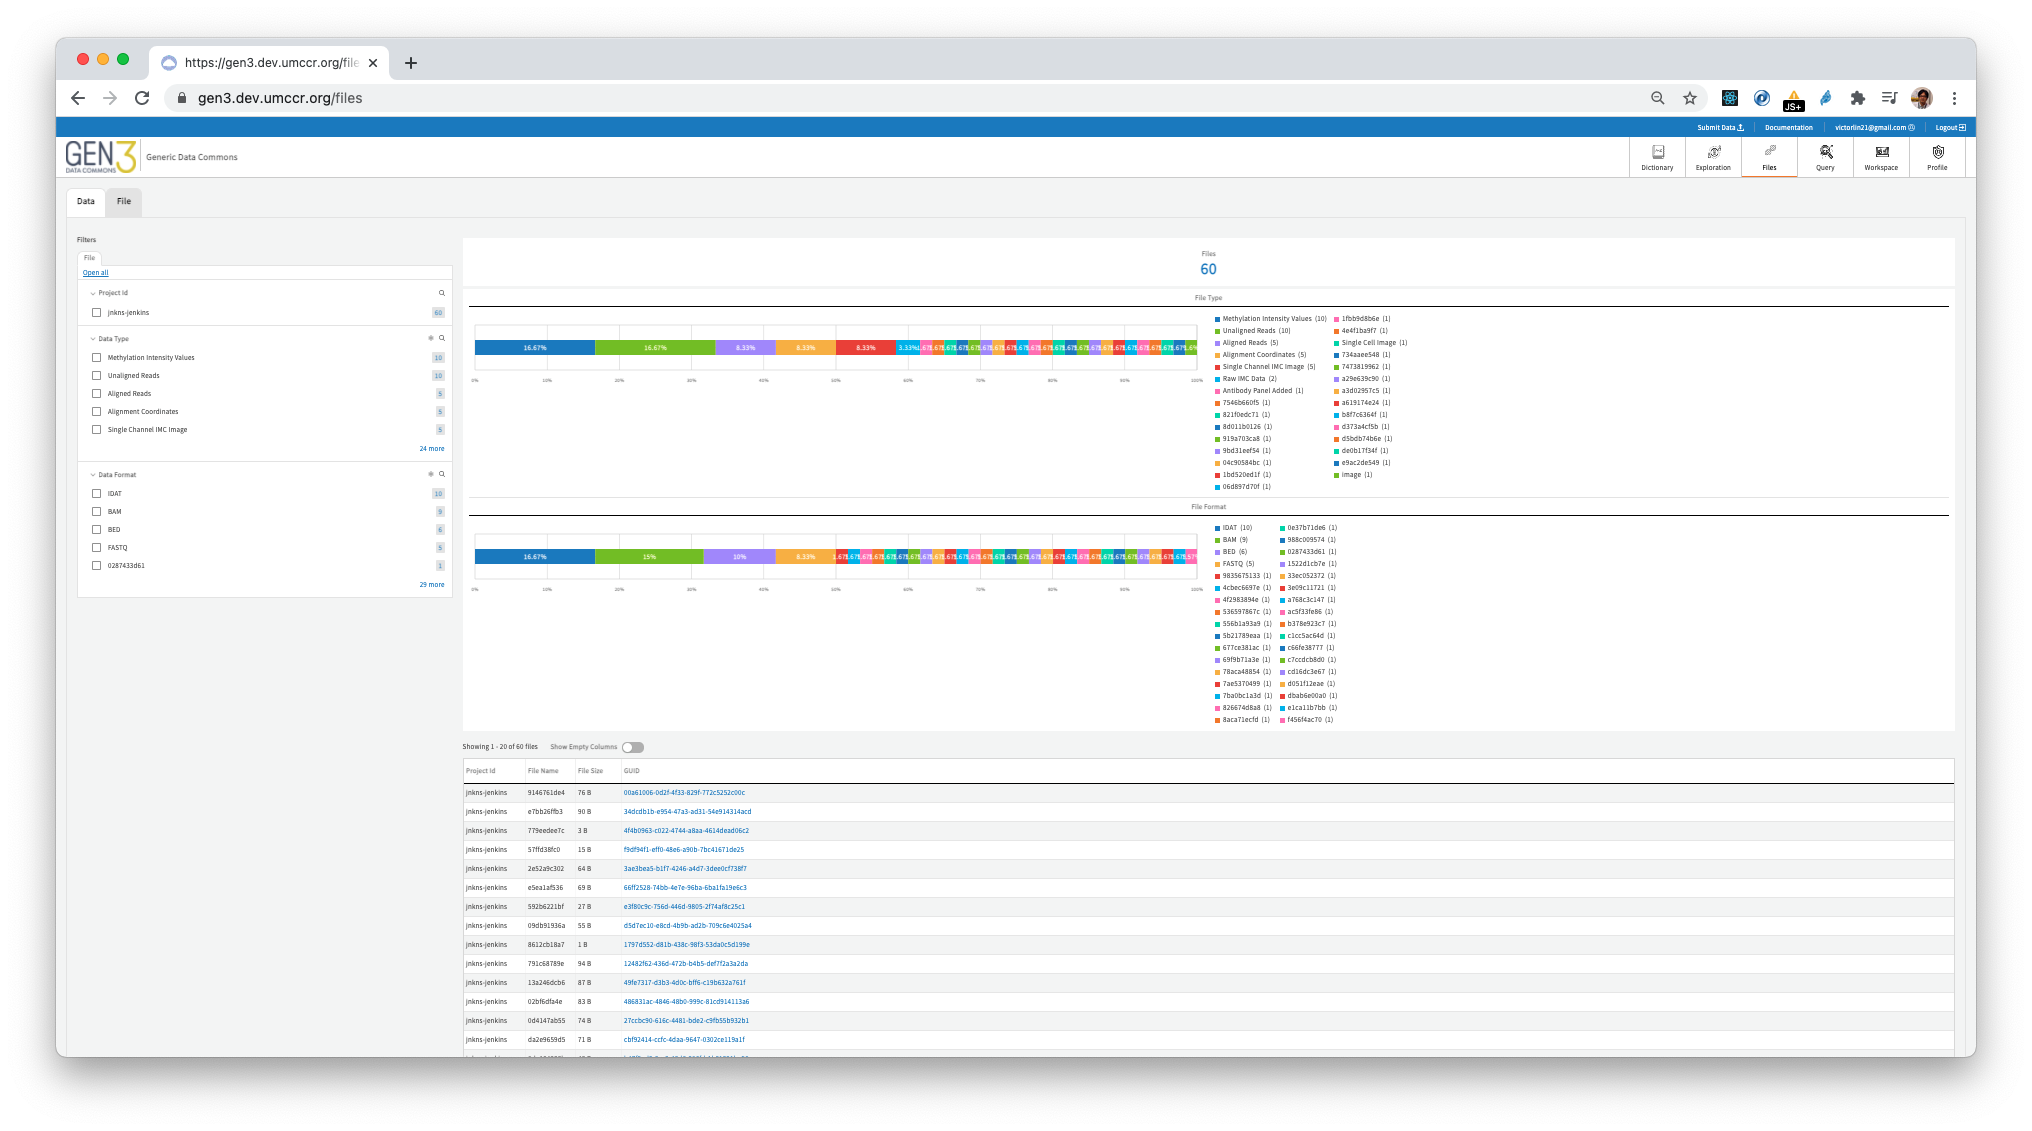 https://gen3.dev.umccr.org/file
gen3.dev.umccr.org/files
JS+
Submit Data
Documentation
victorlin21@gmail.com
Logout
GEN3
DATA COMMONS
Generic Data Commons
Dictionary
Exploration
Files
Query
Workspace
Profile
Data
File
Filters
File
Open all
Project Id
jnkns-jenkins 60
Data Type
Methylation Intensity Values 10
Unaligned Reads 10
Aligned Reads 5
Alignment Coordinates 5
Single Channel IMC Image 5
24 more
Data Format
IDAT 10
BAM 9
BED 6
FASTQ 5
0287433d61 1
29 more
Files
60
File Type
16.67% 16.67% 8.33% 8.33% 8.33% 3.33%
0% 10% 20% 30% 40% 50% 60% 70% 80% 90% 100%
Methylation Intensity Values (10)
Unaligned Reads (10)
Aligned Reads (5)
Alignment Coordinates (5)
Single Channel IMC Image (5)
Raw IMC Data (2)
Antibody Panel Added (1)
7546b660f5 (1)
821f0edc71 (1)
8d011b0126 (1)
919a703ca8 (1)
9bd31eef54 (1)
04c90584bc (1)
1bd520ed1f (1)
06d897d70f (1)
1fbb9d8b6e (1)
4e4f1ba9f7 (1)
Single Cell Image (1)
734aaee548 (1)
7473819962 (1)
a29e639c90 (1)
a3d02957c5 (1)
a619174e24 (1)
b8f7c6364f (1)
d373a4cf5b (1)
d5bdb74b6e (1)
de0b17f34f (1)
e9ac2de549 (1)
image (1)
File Format
16.67% 15% 10% 8.33%
0% 10% 20% 30% 40% 50% 60% 70% 80% 90% 100%
IDAT (10)
BAM (9)
BED (6)
FASTQ (5)
9835675133 (1)
4cbec6697e (1)
4f2983894e (1)
536597867c (1)
556b1a93a9 (1)
5b21789eaa (1)
677ce381ac (1)
69f9b71a3e (1)
78aca48854 (1)
7ae5370499 (1)
7ba0bc1a3d (1)
826674d8a8 (1)
8aca71ecfd (1)
0e37b71de6 (1)
988c009574 (1)
0287433d61 (1)
1522d1cb7e (1)
33ec052372 (1)
3e09c11721 (1)
a768c3c147 (1)
ac5f33fe86 (1)
b378e923c7 (1)
c1cc5ac64d (1)
c66fe38777 (1)
c7ccdcb8d0 (1)
cd16dc3e67 (1)
d051f12eae (1)
dbab6e00a0 (1)
e1ca11b7bb (1)
f456f4ac70 (1)
Showing 1 - 20 of 60 files Show Empty Columns
Project Id File Name File Size GUID
jnkns-jenkins 9146761de4 76 B 00a61006-0d2f-4f33-829f-772c5252c00c
jnkns-jenkins e7bb26ffb3 90 B 34dcdb1b-e954-47a3-ad31-54e914314acd
jnkns-jenkins 779eedee7c 3 B 4f4b0963-c022-4744-a8aa-4614dead06c2
jnkns-jenkins 57ffd38fc0 15 B f9df94f1-eff0-48e6-a90b-7bc41671de25
jnkns-jenkins 2e52a9c302 64 B 3ae3bea5-b1f7-4246-a4d7-3dee0cf738f7
jnkns-jenkins e5ea1af536 69 B 66ff2528-74bb-4e7e-96ba-6ba1fa19e6c3
jnkns-jenkins 592b6221bf 27 B e3f80c9c-756d-446d-9805-2f74af8c25c1
jnkns-jenkins 09db91936a 55 B d5d7ec10-e8cd-4b9b-ad2b-709c6e4025a4
jnkns-jenkins 8612cb18a7 1 B 1797d552-d81b-438c-98f3-53da0c5d199e
jnkns-jenkins 791c68789e 94 B 12482f62-436d-472b-b4b5-def7f2a3a2da
jnkns-jenkins 13a246dcb6 87 B 49fe7317-d3b3-4d0c-bff6-c19b632a761f
jnkns-jenkins 02bf6dfa4e 83 B 486831ac-4846-48b0-999c-81cd914113a6
jnkns-jenkins 0d4147ab55 74 B 27ccbc90-616c-4481-bde2-c9fb55b932b1
jnkns-jenkins da2e9659d5 71 B cbf92414-ccfc-4daa-9647-0302ce119a1f